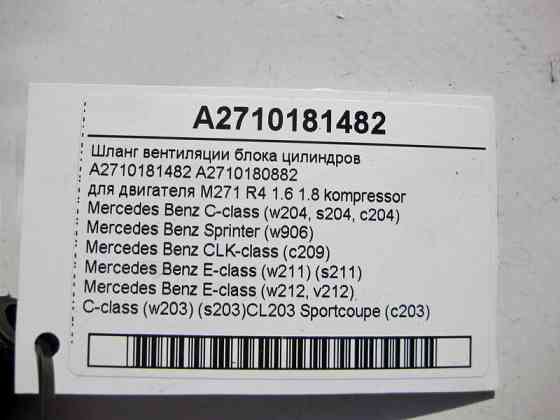 A2710181482
Шланг вентиляции блока цилиндров
A2710181482 A2710180882
для двигателя M271 R4 1.6 1.8 kompressor
Mercedes Benz C-class (w204, s204, c204)
Mercedes Benz Sprinter (w906)
Mercedes Benz CLK-class (c209)
Mercedes Benz E-class (w211) (s211)
Mercedes Benz E-class (w212, v212)
C-class (w203) (s203)CL203 Sportcoupe (c203)